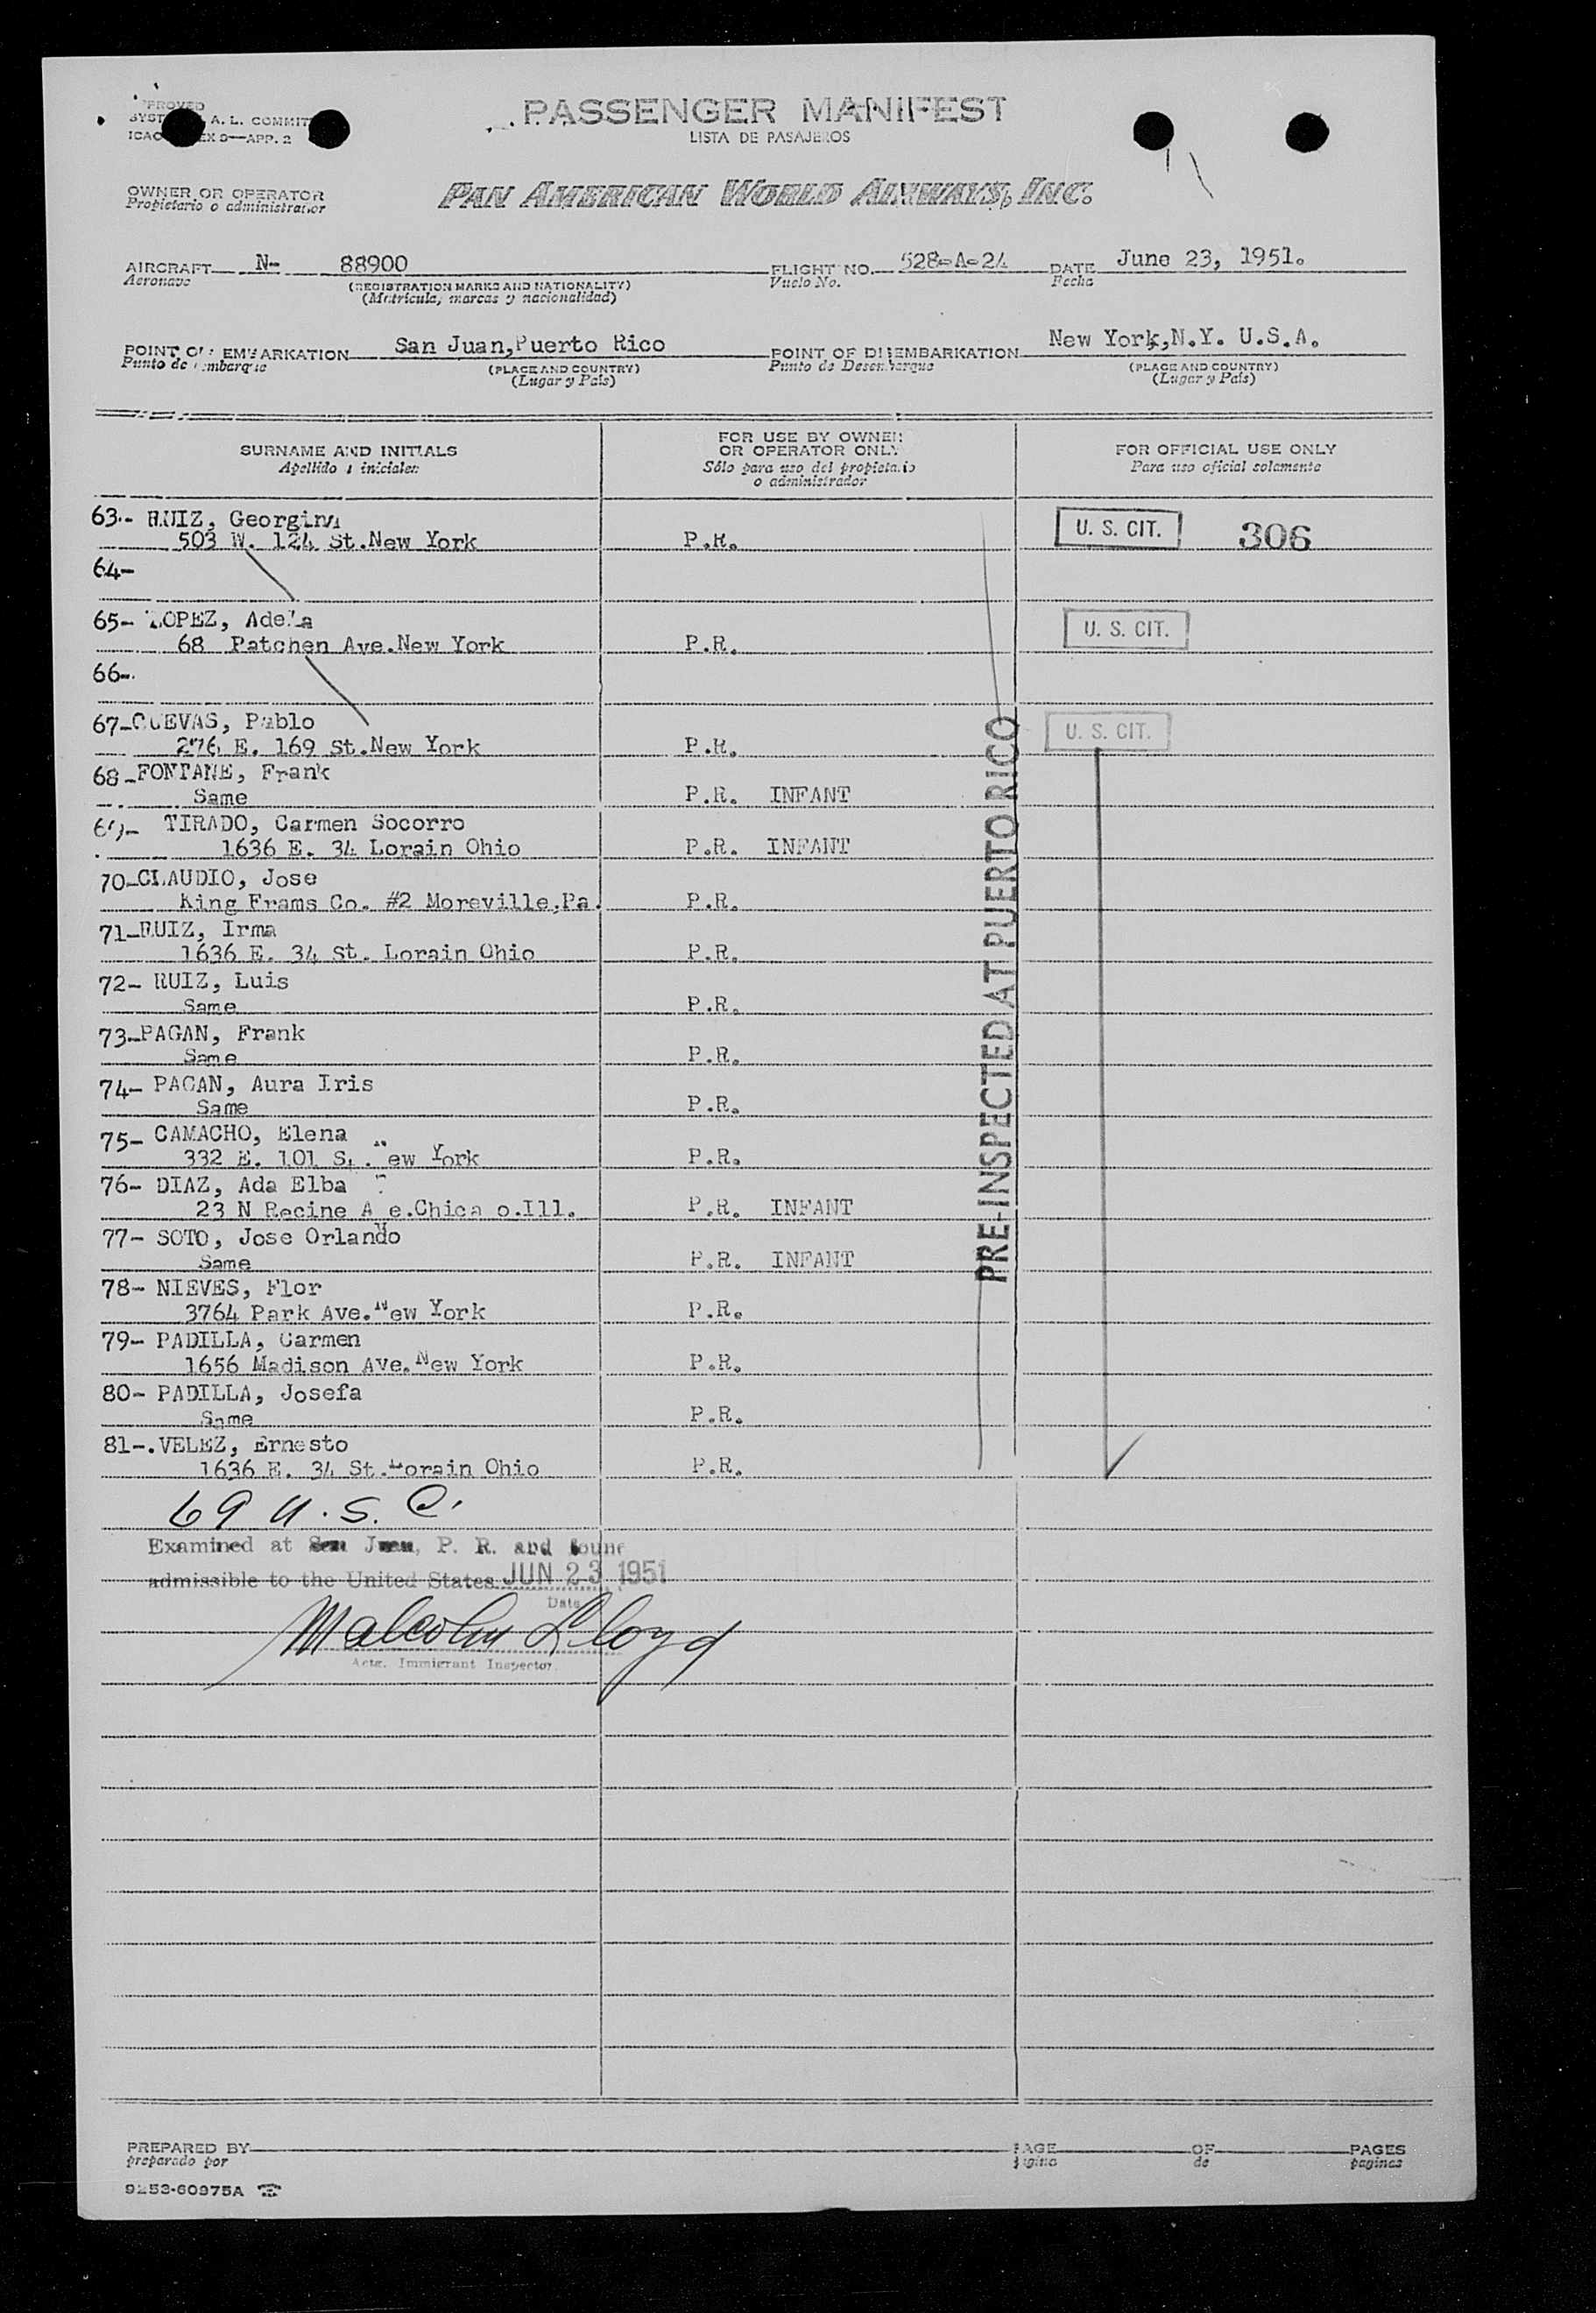 PASSENGER MANIFEST
LISTA DE PASAJEROS
A. L. COMMIT
APP. 2
OWNER OR OPERATOR
Propietario o administrador
PAN AMERICAN WORLD AIRWAYS, INC.
AIRCRAFT N- 88900 FLIGHT NO. 528-A-24 DATE June 23, 1951.
Aeronave (REGISTRATION MARKS AND NATIONALITY) Vuelo No. Fecha
(Matricula, marcas y nacionalidad)
POINT OF EMBARKATION San Juan,Puerto Rico POINT OF DISEMBARKATION New York,N.Y. U.S.A.
Punto de embarque (PLACE AND COUNTRY) Punto de Desembarque (PLACE AND COUNTRY)
(Lugar y País) (Lugar y País)
SURNAME AND INITIALS FOR USE BY OWNER OR OPERATOR ONLY FOR OFFICIAL USE ONLY
Apellido e iniciales Sólo para uso del propietario o administrador Para uso oficial solamente
63.- RUIZ, Georgina
503 W. 124 St.New York P.R. U. S. CIT. 306
64-
65- LOPEZ, Adela
68 Patchen Ave.New York P.R. U. S. CIT.
66-.
67-CUEVAS, Pablo
276 E. 169 St.New York P.R. U. S. CIT.
68-FONTANE, Frank
Same P.R. INFANT
69- TIRADO, Carmen Socorro
1636 E. 34 Lorain Ohio P.R. INFANT
70-CLAUDIO, Jose
King Frams Co. #2 Moreville,Pa. P.R.
71-RUIZ, Irma
1636 E. 34 St. Lorain Ohio P.R.
72- RUIZ, Luis
Same P.R.
73-PAGAN, Frank
Same P.R.
74- PAGAN, Aura Iris
Same P.R.
75- CAMACHO, Elena
332 E. 101 St. New York P.R.
76- DIAZ, Ada Elba
23 N Recine A e.Chica o.Ill. P.R. INFANT
77- SOTO, Jose Orlando
Same P.R. INFANT
78- NIEVES, Flor
3764 Park Ave.New York P.R.
79- PADILLA, Carmen
1656 Madison Ave.New York P.R.
80- PADILLA, Josefa
Same P.R.
81-.VELEZ, Ernesto
1636 E. 34 St.Lorain Ohio P.R.
PRE-INSPECTED AT PUERTO RICO
69 U.S.C.
Examined at San Juan, P. R. and foun
admissible to the United States JUN 23 1951
Date
Malcolm Lloyd
Actg. Immigrant Inspector
PREPARED BY PAGE OF PAGES
preparado por página de paginas
9253-60975A